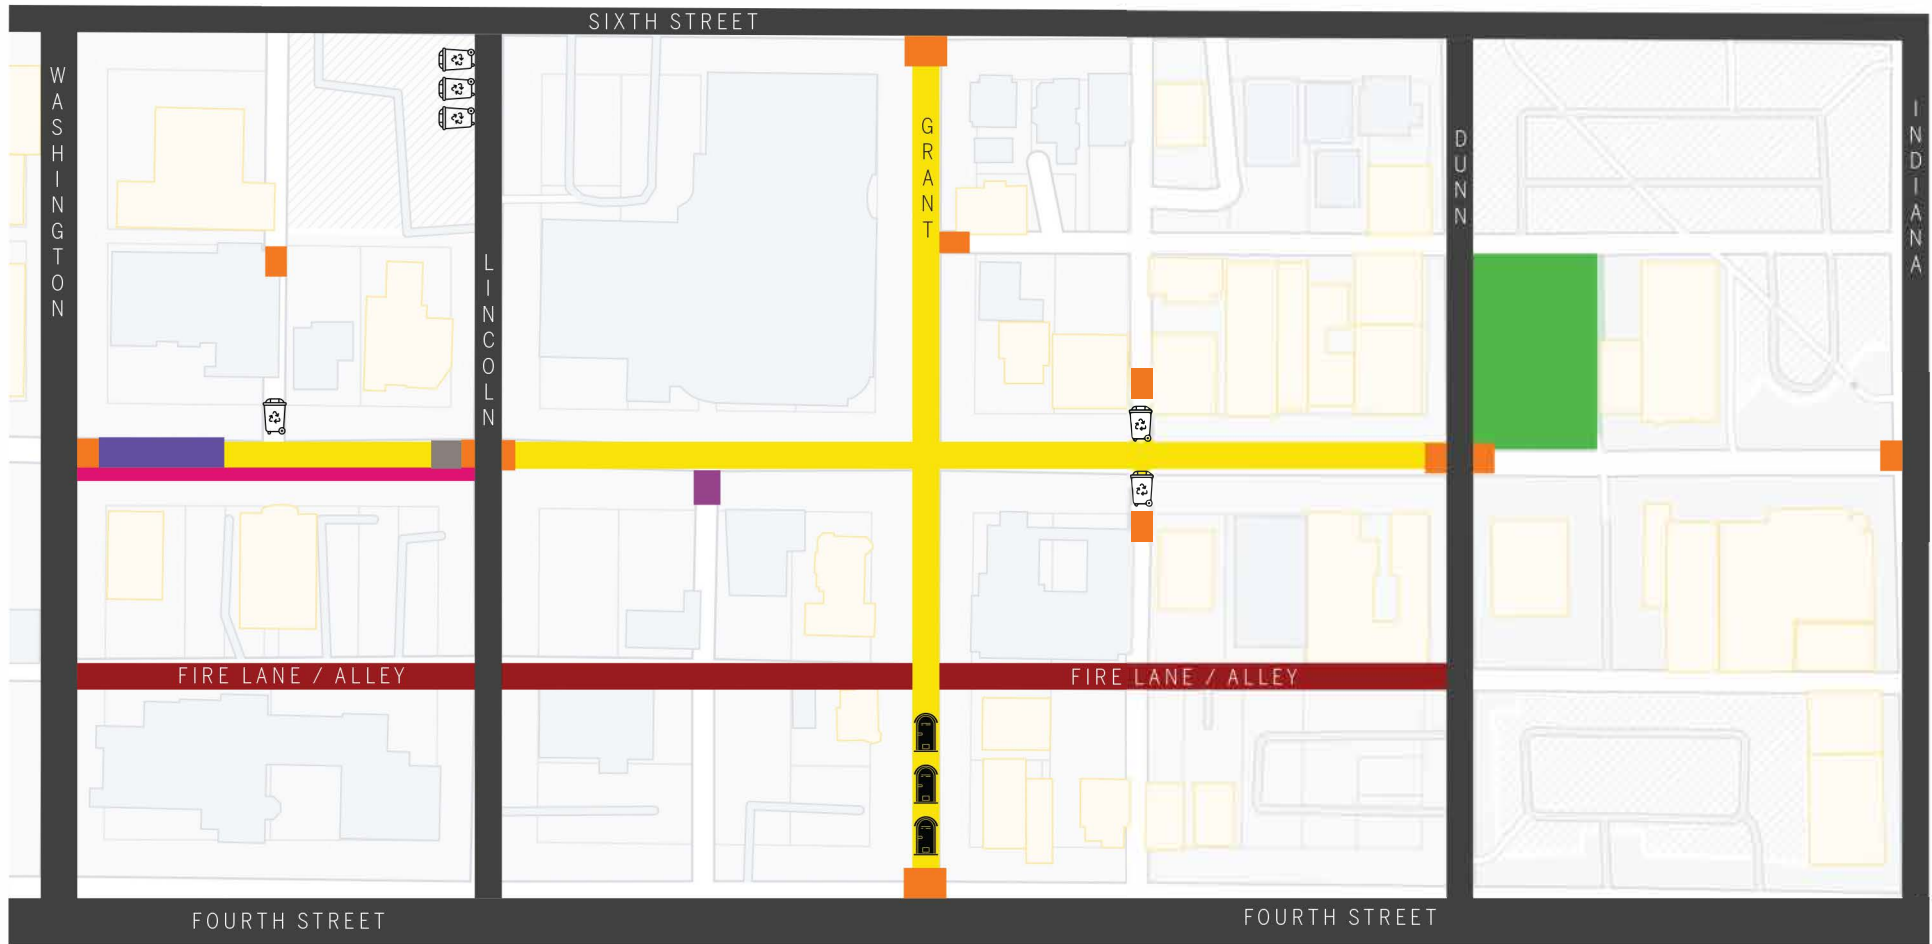 SIXTH STREET
WASHINGTON
LINCOLN
GRANT
DUNN
INDIANA
FIRE LANE / ALLEY
FIRE LANE / ALLEY
FOURTH STREET
FOURTH STREET